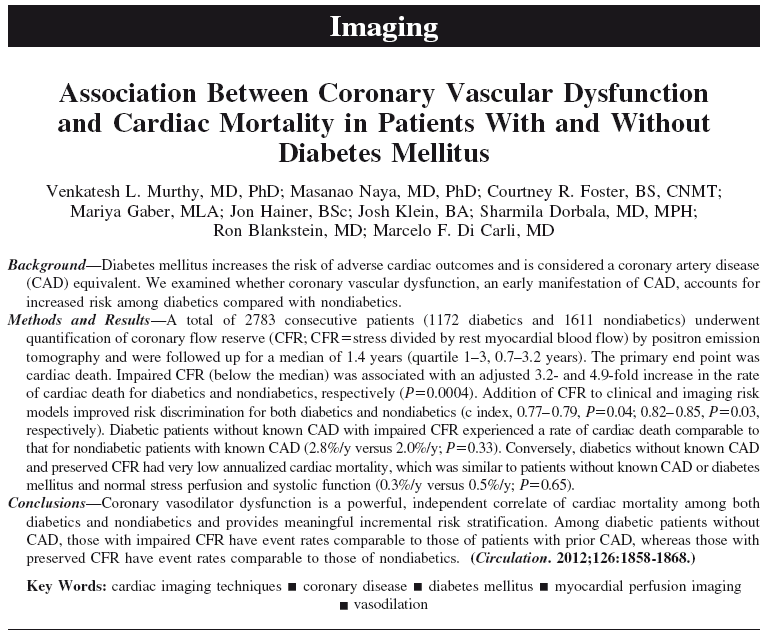 Imaging
Association Between Coronary Vascular Dysfunction
and Cardiac Mortality in Patients With and Without
Diabetes Mellitus
Venkatesh L. Murthy, MD, PhD; Masanao Naya, MD, PhD; Courtney R. Foster, BS, CNMT;
Mariya Gaber, MLA; Jon Hainer, BSc; Josh Klein, BA; Sharmila Dorbala, MD, MPH;
Ron Blankstein, MD; Marcelo F. Di Carli, MD
Background—Diabetes mellitus increases the risk of adverse cardiac outcomes and is considered a coronary artery disease
(CAD) equivalent. We examined whether coronary vascular dysfunction, an early manifestation of CAD, accounts for
increased risk among diabetics compared with nondiabetics.
Methods and Results—A total of 2783 consecutive patients (1172 diabetics and 1611 nondiabetics) underwent
quantification of coronary flow reserve (CFR; CFR=stress divided by rest myocardial blood flow) by positron emission
tomography and were followed up for a median of 1.4 years (quartile 1–3, 0.7–3.2 years). The primary end point was
cardiac death. Impaired CFR (below the median) was associated with an adjusted 3.2- and 4.9-fold increase in the rate
of cardiac death for diabetics and nondiabetics, respectively (P=0.0004). Addition of CFR to clinical and imaging risk
models improved risk discrimination for both diabetics and nondiabetics (c index, 0.77–0.79, P=0.04; 0.82–0.85, P=0.03,
respectively). Diabetic patients without known CAD with impaired CFR experienced a rate of cardiac death comparable to
that for nondiabetic patients with known CAD (2.8%/y versus 2.0%/y; P=0.33). Conversely, diabetics without known CAD
and preserved CFR had very low annualized cardiac mortality, which was similar to patients without known CAD or diabetes
mellitus and normal stress perfusion and systolic function (0.3%/y versus 0.5%/y; P=0.65).
Conclusions—Coronary vasodilator dysfunction is a powerful, independent correlate of cardiac mortality among both
diabetics and nondiabetics and provides meaningful incremental risk stratification. Among diabetic patients without
CAD, those with impaired CFR have event rates comparable to those of patients with prior CAD, whereas those with
preserved CFR have event rates comparable to those of nondiabetics. (Circulation. 2012;126:1858-1868.)
Key Words: cardiac imaging techniques ■ coronary disease ■ diabetes mellitus ■ myocardial perfusion imaging
■ vasodilation